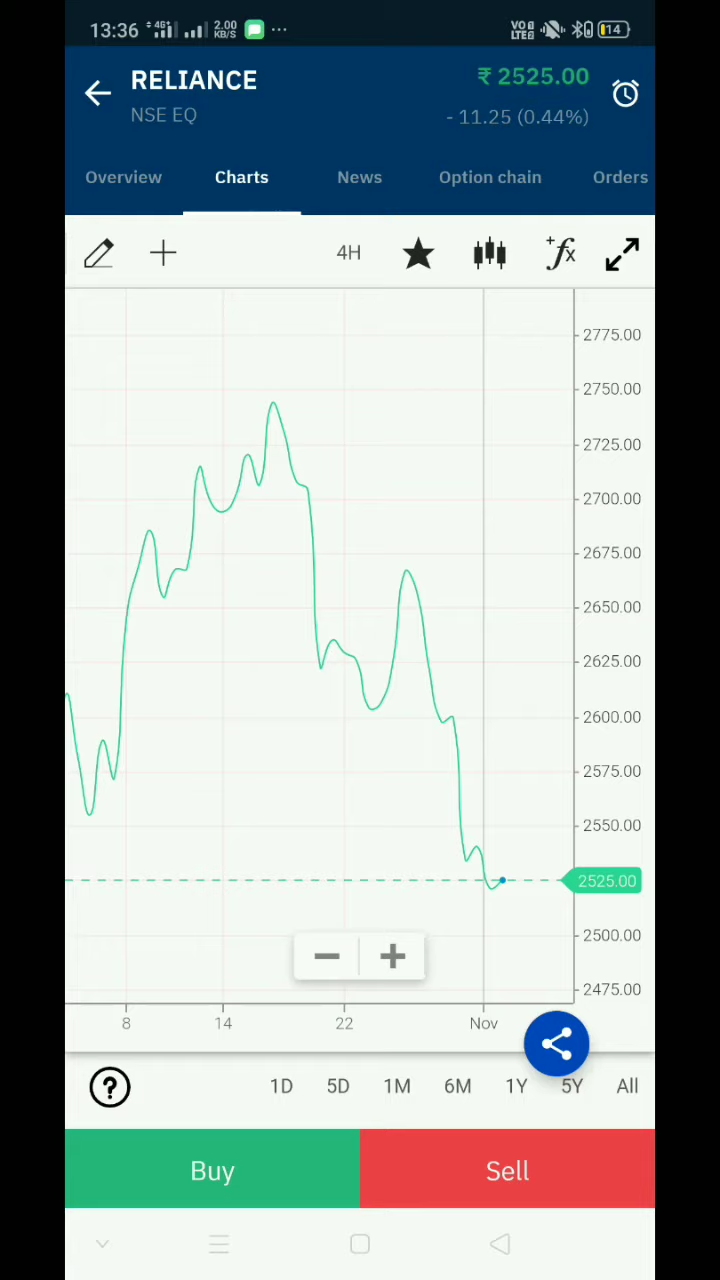 13:36 4G+ 2.00 KB/S ... VO LTE 14
RELIANCE ₹ 2525.00
NSE EQ - 11.25 (0.44%)
Overview Charts News Option chain Orders
4H +fx
2775.00
2750.00
2725.00
2700.00
2675.00
2650.00
2625.00
2600.00
2575.00
2550.00
2525.00
2500.00
2475.00
8 14 22 Nov
? 1D 5D 1M 6M 1Y 5Y All
Buy Sell